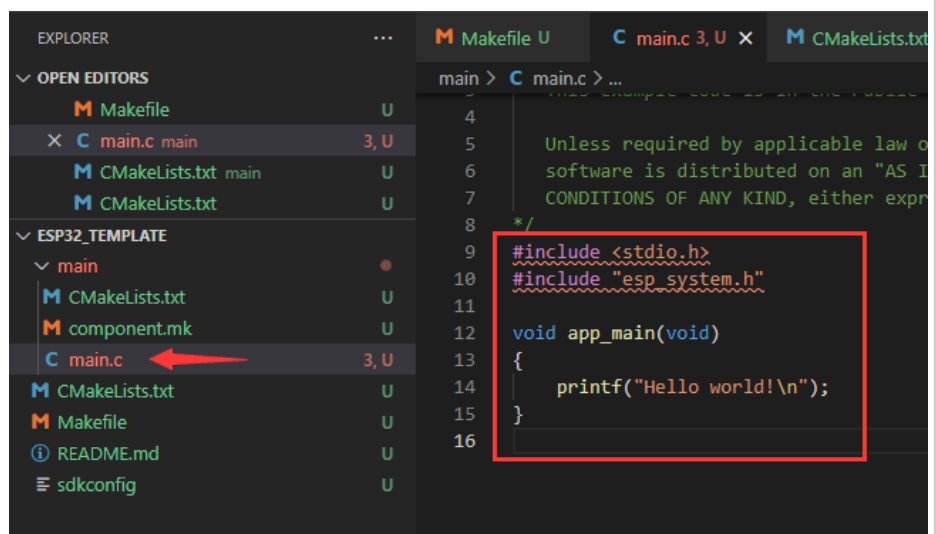 EXPLORER
OPEN EDITORS
M Makefile U
C main.c main 3, U
M CMakeLists.txt main U
M CMakeLists.txt U
ESP32_TEMPLATE
main
M CMakeLists.txt U
M component.mk U
C main.c 3, U
M CMakeLists.txt U
M Makefile U
README.md U
sdkconfig U
M Makefile U C main.c 3, U M CMakeLists.txt
main > C main.c > ...
4
5 Unless required by applicable law o
6 software is distributed on an "AS I
7 CONDITIONS OF ANY KIND, either expr
8 */
9 #include <stdio.h>
10 #include "esp_system.h"
11
12 void app_main(void)
13 {
14 printf("Hello world!\n");
15 }
16